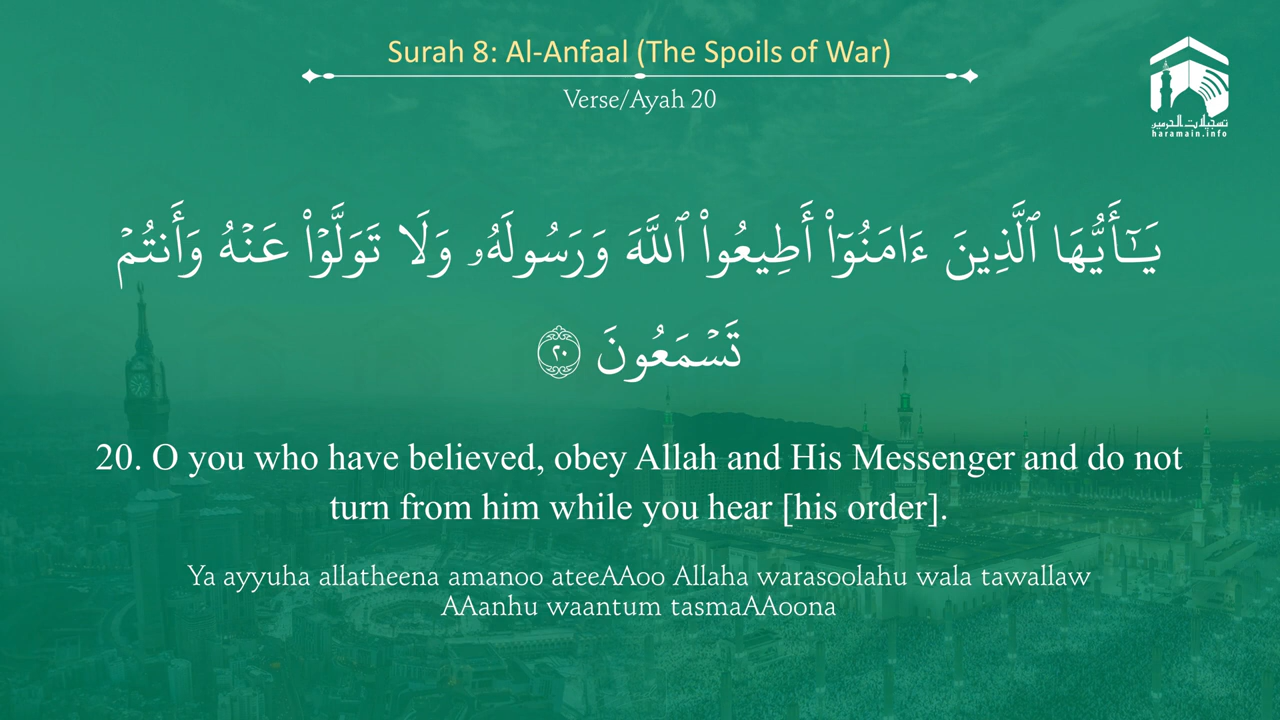 Surah 8: Al-Anfaal (The Spoils of War)
Verse/Ayah 20
تسجيلات الحرمين
haramain.info
يَـٰٓأَيُّهَا ٱلَّذِينَ ءَامَنُوٓا۟ أَطِيعُوا۟ ٱللَّهَ وَرَسُولَهُۥ وَلَا تَوَلَّوْا۟ عَنْهُ وَأَنتُمْ
تَسْمَعُونَ ٢٠
20. O you who have believed, obey Allah and His Messenger and do not
turn from him while you hear [his order].
Ya ayyuha allatheena amanoo ateeAAoo Allaha warasoolahu wala tawallaw
AAanhu waantum tasmaAAoona